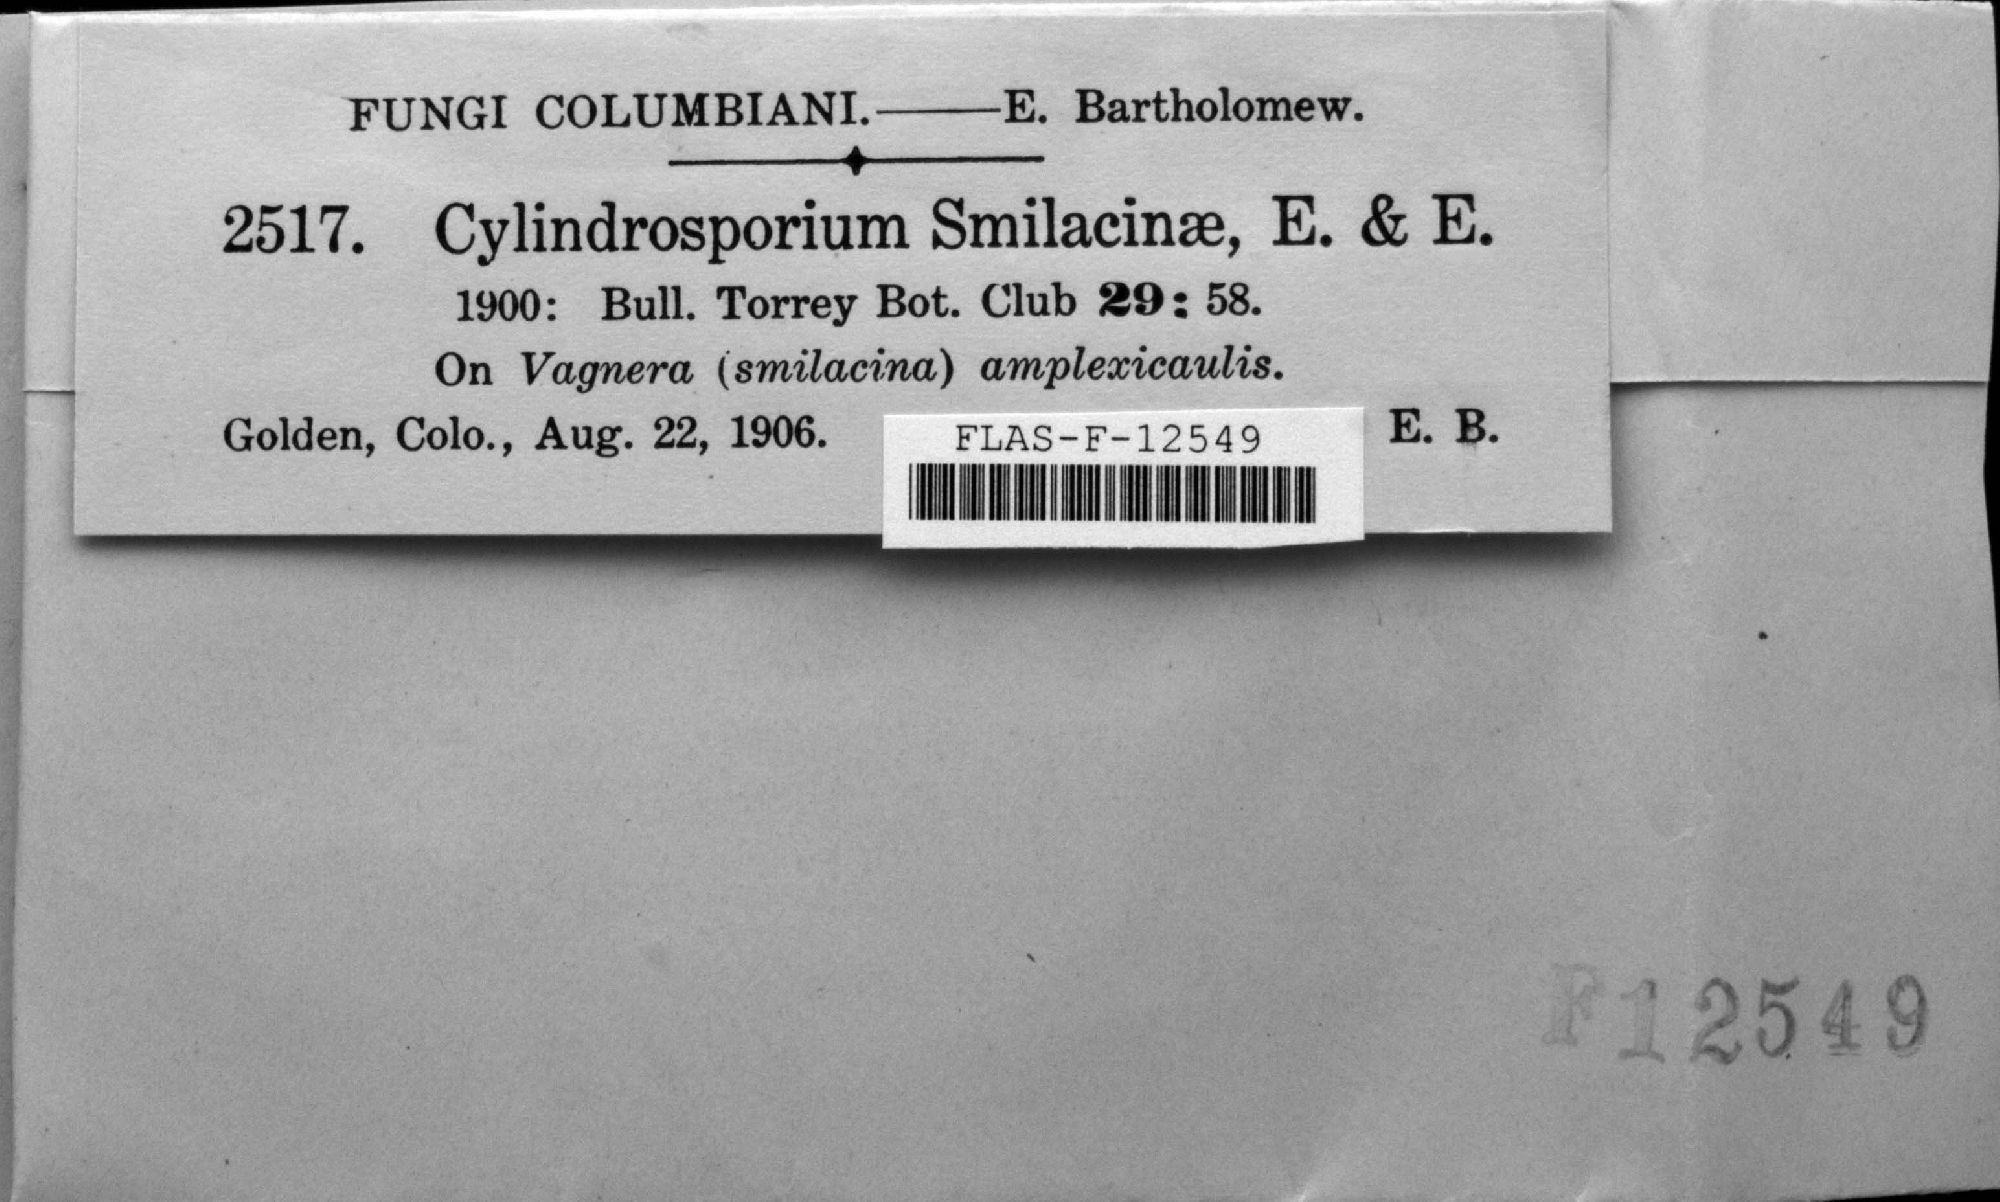 FUNGI COLUMBIANI.——E. Bartholomew.
2517. Cylindrosporium Smilacinæ, E. & E.
1900: Bull. Torrey Bot. Club 29: 58.
On Vagnera (smilacina) amplexicaulis.
Golden, Colo., Aug. 22, 1906. E. B.
FLAS-F-12549
F12549